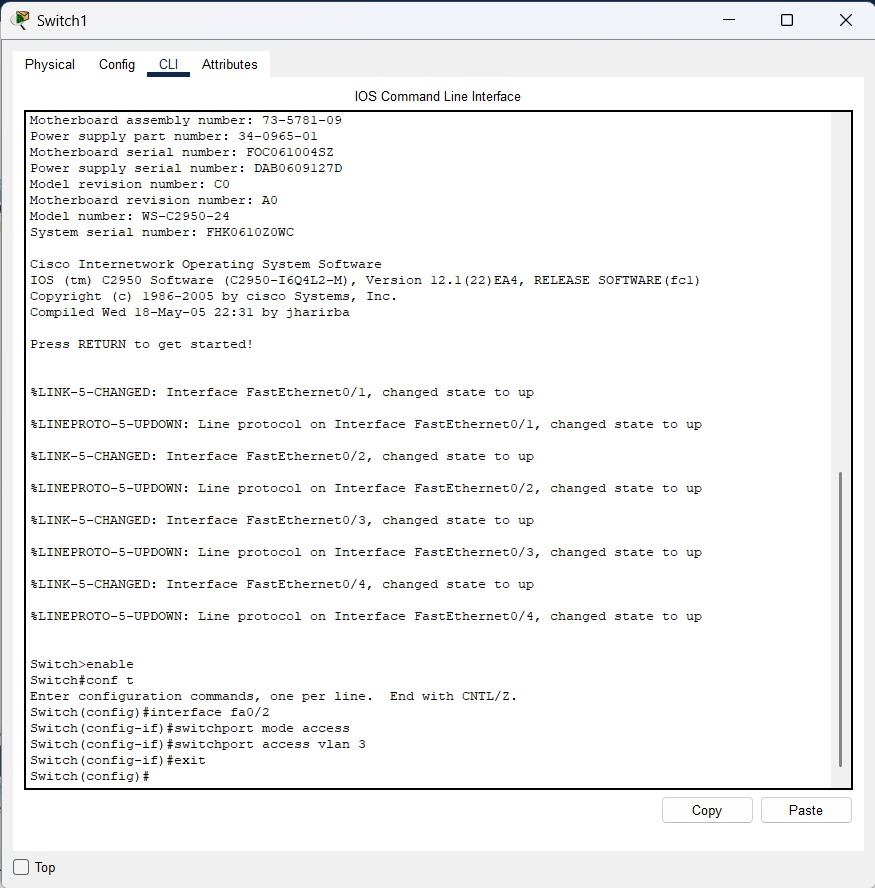 Switch1
Physical Config CLI Attributes
IOS Command Line Interface
Motherboard assembly number: 73-5781-09
Power supply part number: 34-0965-01
Motherboard serial number: FOC061004SZ
Power supply serial number: DAB0609127D
Model revision number: C0
Motherboard revision number: A0
Model number: WS-C2950-24
System serial number: FHK0610Z0WC
Cisco Internetwork Operating System Software
IOS (tm) C2950 Software (C2950-I6Q4L2-M), Version 12.1(22)EA4, RELEASE SOFTWARE(fc1)
Copyright (c) 1986-2005 by cisco Systems, Inc.
Compiled Wed 18-May-05 22:31 by jharirba
Press RETURN to get started!
%LINK-5-CHANGED: Interface FastEthernet0/1, changed state to up
%LINEPROTO-5-UPDOWN: Line protocol on Interface FastEthernet0/1, changed state to up
%LINK-5-CHANGED: Interface FastEthernet0/2, changed state to up
%LINEPROTO-5-UPDOWN: Line protocol on Interface FastEthernet0/2, changed state to up
%LINK-5-CHANGED: Interface FastEthernet0/3, changed state to up
%LINEPROTO-5-UPDOWN: Line protocol on Interface FastEthernet0/3, changed state to up
%LINK-5-CHANGED: Interface FastEthernet0/4, changed state to up
%LINEPROTO-5-UPDOWN: Line protocol on Interface FastEthernet0/4, changed state to up
Switch>enable
Switch#conf t
Enter configuration commands, one per line.  End with CNTL/Z.
Switch(config)#interface fa0/2
Switch(config-if)#switchport mode access
Switch(config-if)#switchport access vlan 3
Switch(config-if)#exit
Switch(config)#
Copy Paste
Top